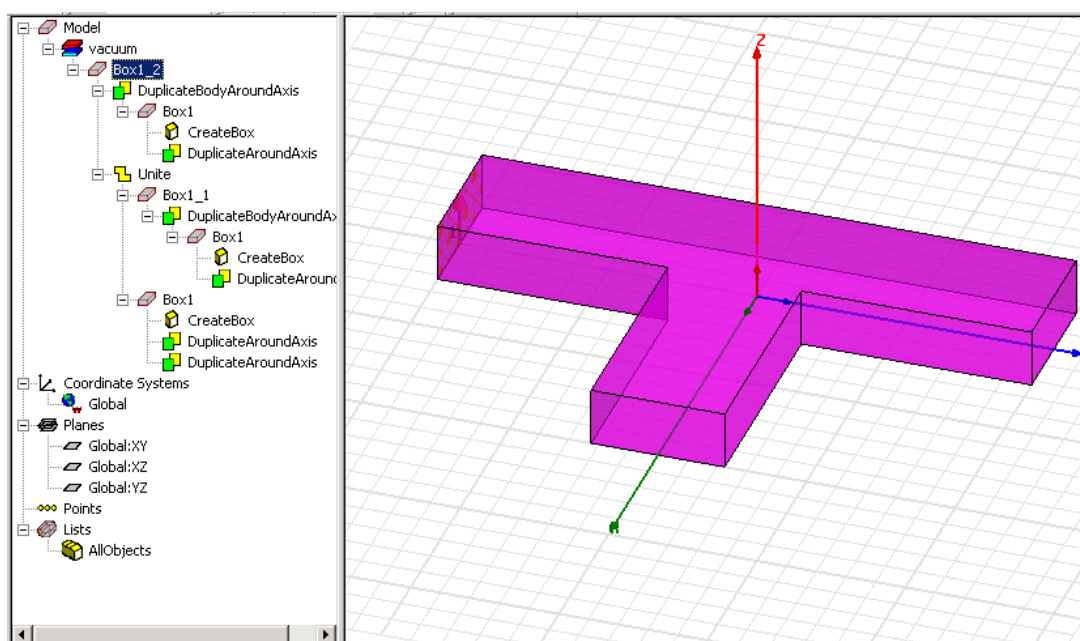 Model
vacuum
Box1_2
DuplicateBodyAroundAxis
Box1
CreateBox
DuplicateAroundAxis
Unite
Box1_1
DuplicateBodyAroundAx
Box1
CreateBox
DuplicateAround
Box1
CreateBox
DuplicateAroundAxis
DuplicateAroundAxis
Coordinate Systems
Global
Planes
Global:XY
Global:XZ
Global:YZ
Points
Lists
AllObjects
Z